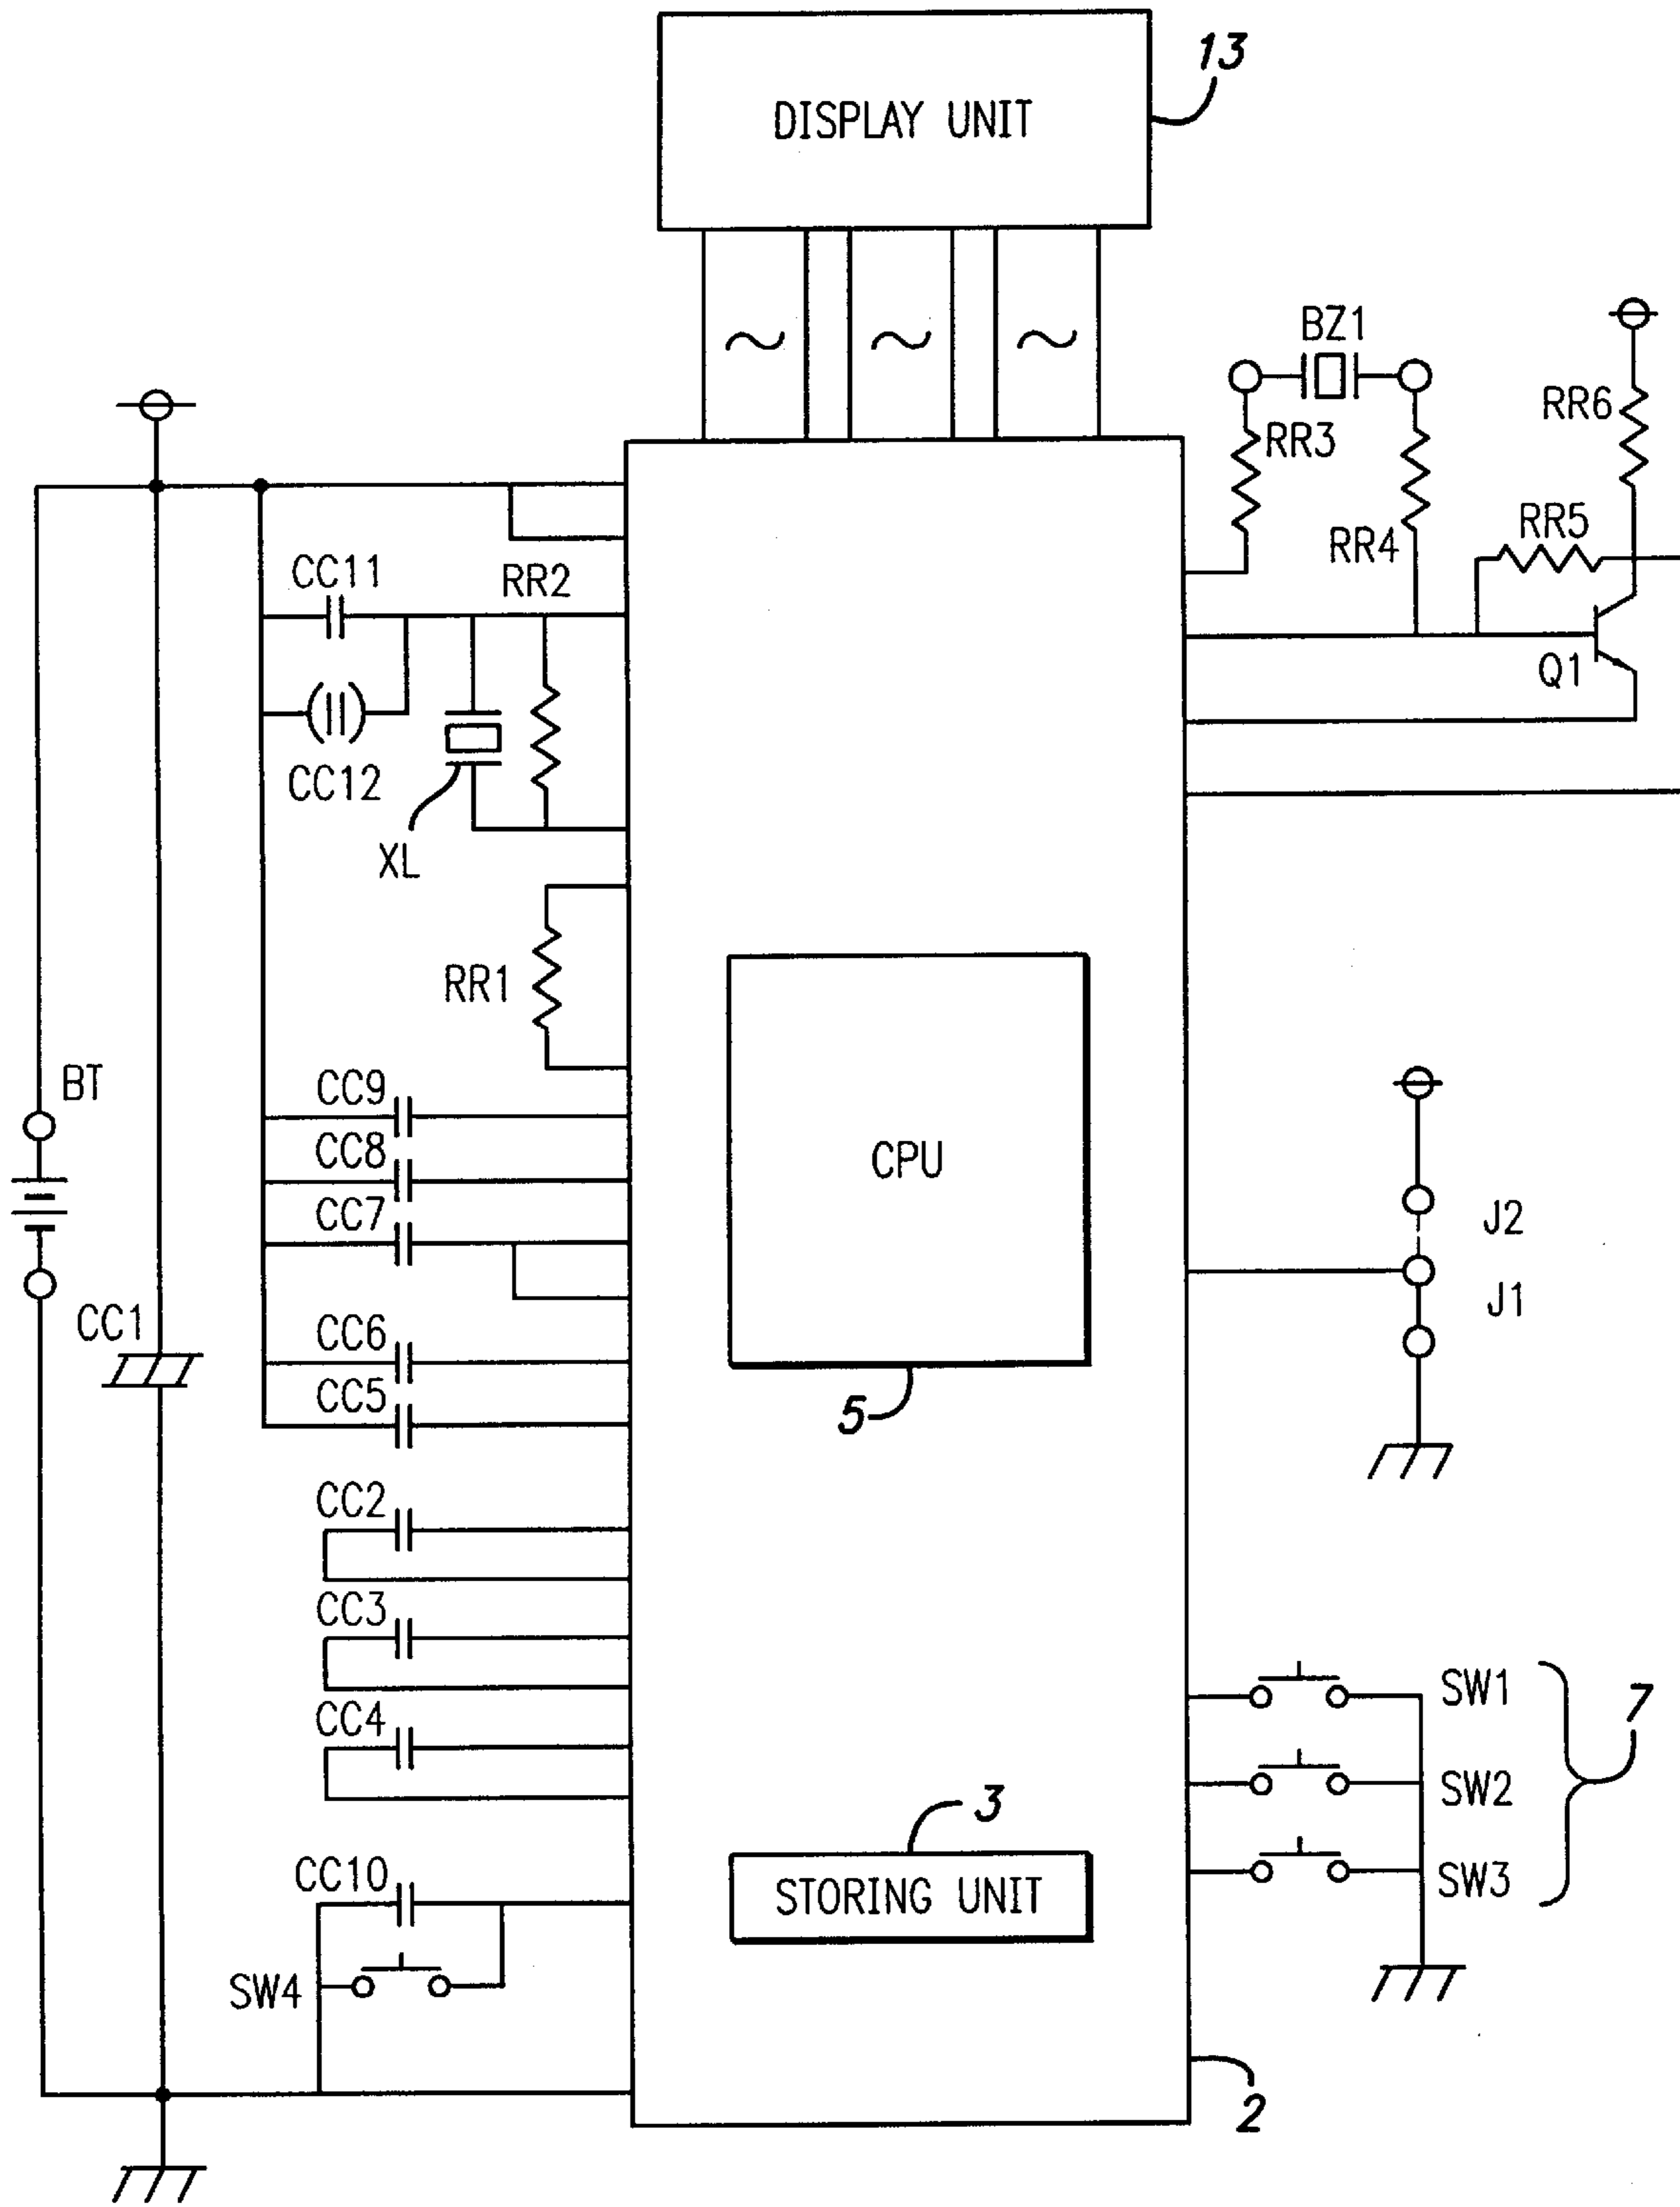 13
DISPLAY UNIT
BZ1
RR6
RR3
RR5
RR4
CC11
RR2
Q1
CC12
XL
RR1
BT
CC9
CC8
CPU
CC7
J2
CC1
J1
CC6
CC5
5
CC2
CC3
SW1
7
CC4
SW2
3
CC10
STORING UNIT
SW3
SW4
2